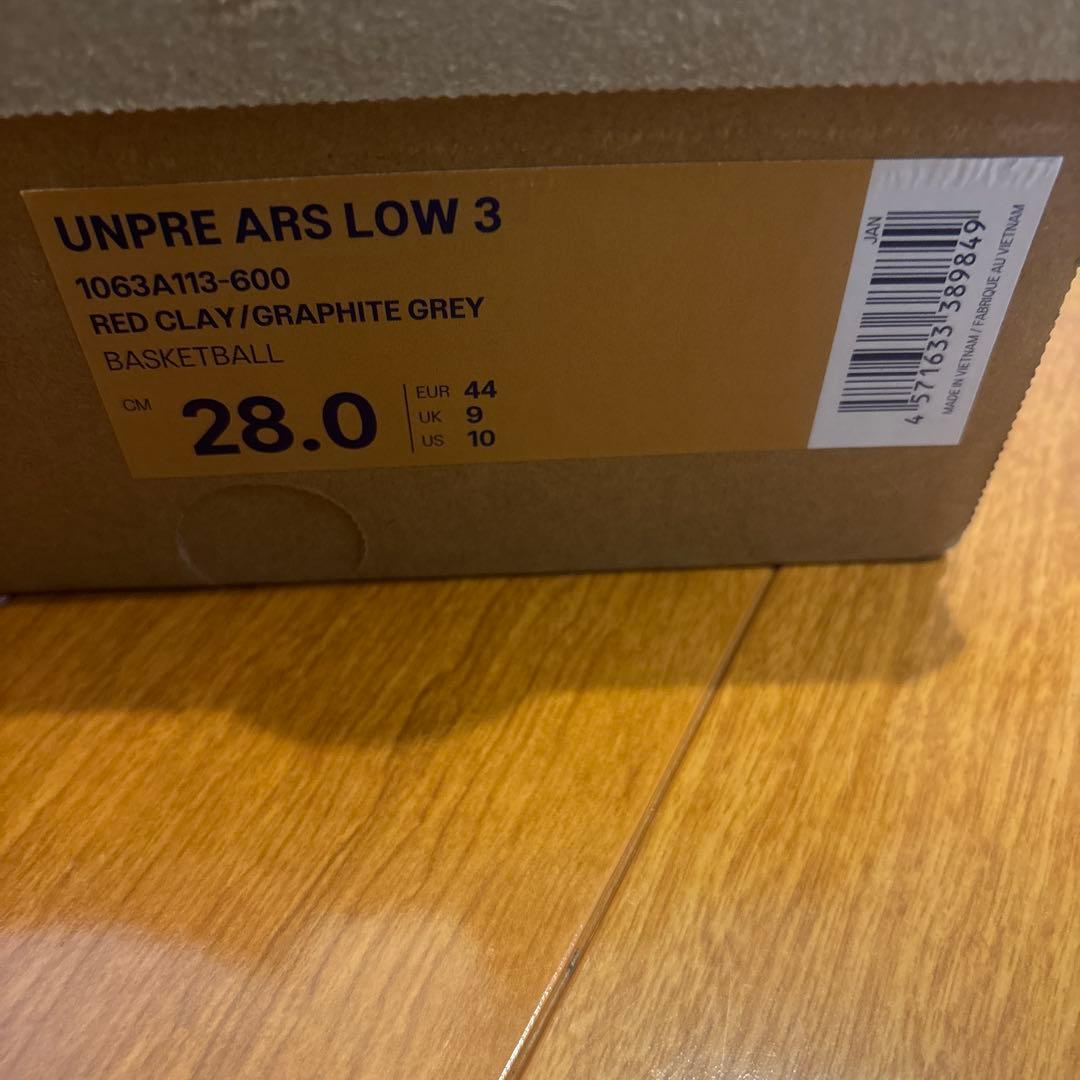 UNPRE ARS LOW 3
1063A113-600
RED CLAY/GRAPHITE GREY
BASKETBALL
CM 28.0
EUR 44
UK 9
US 10
JAN
4 571633 389849
MADE IN VIETNAM / FABRIQUE AU VIETNAM